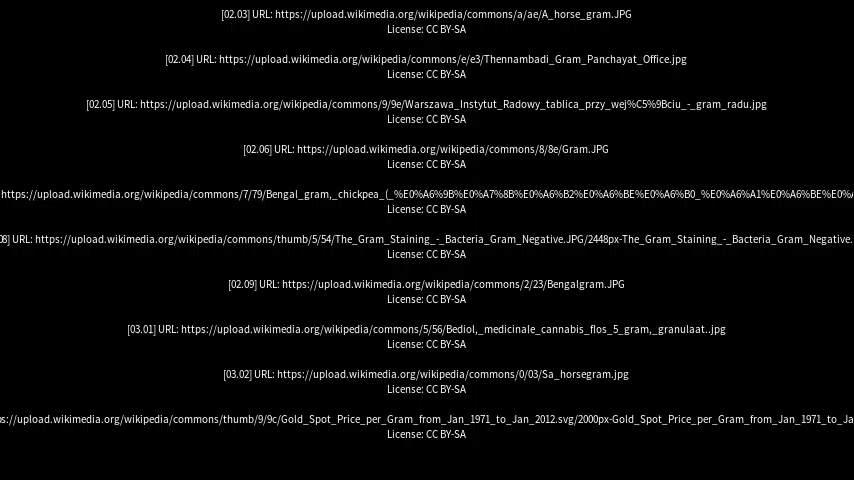 [02.03] URL: https://upload.wikimedia.org/wikipedia/commons/a/ae/A_horse_gram.JPG
License: CC BY-SA
[02.04] URL: https://upload.wikimedia.org/wikipedia/commons/e/e3/Thennambadi_Gram_Panchayat_Office.jpg
License: CC BY-SA
[02.05] URL: https://upload.wikimedia.org/wikipedia/commons/9/9e/Warszawa_Instytut_Radowy_tablica_przy_wej%C5%9Bciu_-_gram_radu.jpg
License: CC BY-SA
[02.06] URL: https://upload.wikimedia.org/wikipedia/commons/8/8e/Gram.JPG
License: CC BY-SA
https://upload.wikimedia.org/wikipedia/commons/7/79/Bengal_gram,_chickpea_(_%E0%A6%9B%E0%A7%8B%E0%A6%B2%E0%A6%BE%E0%A6%B0_%E0%A6%A1%E0%A6%BE%E0%
License: CC BY-SA
08] URL: https://upload.wikimedia.org/wikipedia/commons/thumb/5/54/The_Gram_Staining_-_Bacteria_Gram_Negative.JPG/2448px-The_Gram_Staining_-_Bacteria_Gram_Negative.
License: CC BY-SA
[02.09] URL: https://upload.wikimedia.org/wikipedia/commons/2/23/Bengalgram.JPG
License: CC BY-SA
[03.01] URL: https://upload.wikimedia.org/wikipedia/commons/5/56/Bediol,_medicinale_cannabis_flos_5_gram,_granulaat..jpg
License: CC BY-SA
[03.02] URL: https://upload.wikimedia.org/wikipedia/commons/0/03/Sa_horsegram.jpg
License: CC BY-SA
ps://upload.wikimedia.org/wikipedia/commons/thumb/9/9c/Gold_Spot_Price_per_Gram_from_Jan_1971_to_Jan_2012.svg/2000px-Gold_Spot_Price_per_Gram_from_Jan_1971_to_Ja
License: CC BY-SA